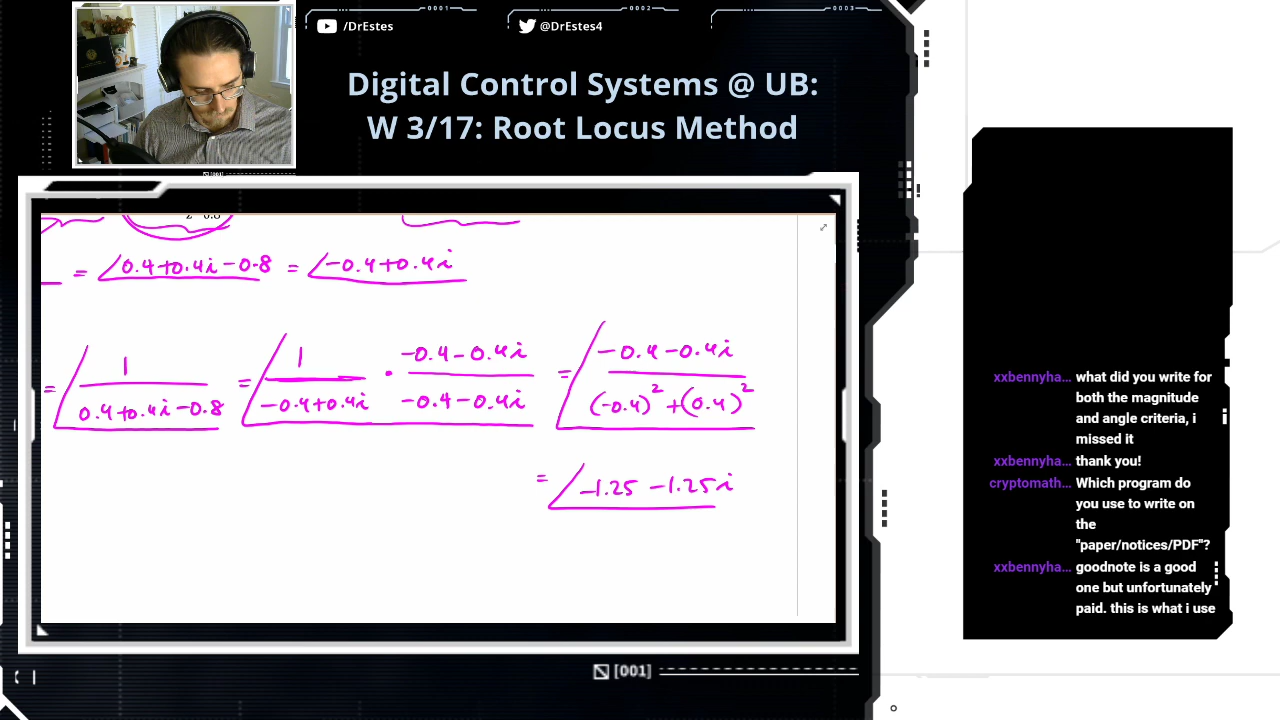 0001
0002
0003
/DrEstes
@DrEstes4
Digital Control Systems @ UB:
W 3/17: Root Locus Method
[001]
= ∠0.4+0.4i-0.8 = ∠-0.4+0.4i
= ∠1/(0.4+0.4i-0.8) = ∠1/(-0.4+0.4i) · (-0.4-0.4i)/(-0.4-0.4i) = ∠(-0.4-0.4i)/((-0.4)²+(0.4)²)
= ∠-1.25 -1.25i
[001]
xxbennyha... what did you write for
both the magnitude
and angle criteria, i
missed it
xxbennyha... thank you!
cryptomath... Which program do
you use to write on
the
"paper/notices/PDF"?
xxbennyha... goodnote is a good
one but unfortunately
paid. this is what i use